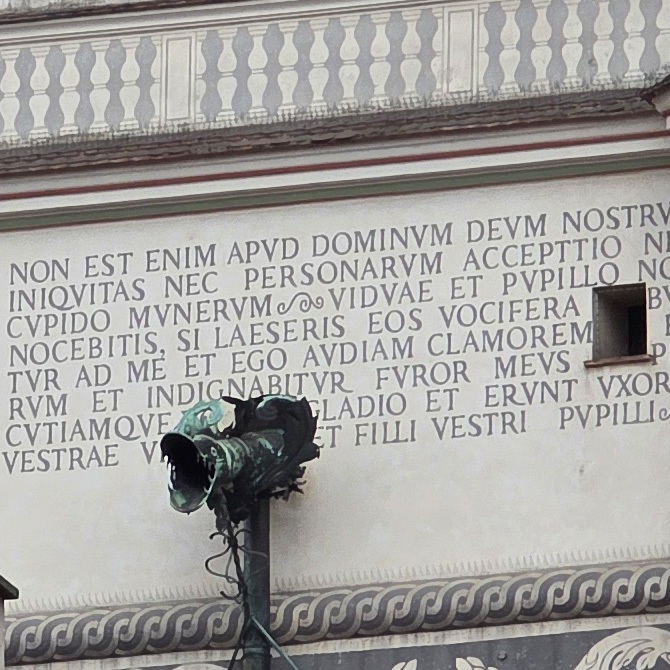 NON EST ENIM APVD DOMINVM DEVM NOSTRV
INIQVITAS NEC PERSONARVM ACCEPTTIO
CVPIDO MVNERVM VIDVAE ET PVPILLO NO
NOCEBITIS, SI LAESERIS EOS VOCIFERA
TVR AD ME ET EGO AVDIAM CLAMOREM
RVM ET INDIGNABITVR FVROR MEVS
CVTIAMQVE GLADIO ET ERVNT VXOR
VESTRAE ET FILLI VESTRI PVPILLI